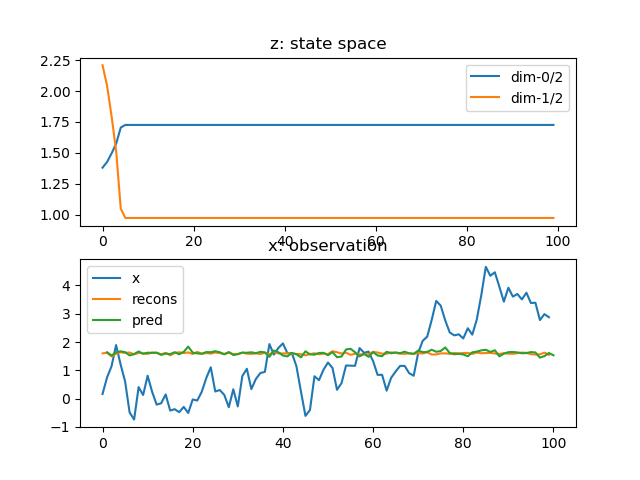 z: state space
2.25
2.00
1.75
1.50
1.25
1.00
dim-0/2
dim-1/2
0 20 40 60 80 100
x: observation
4
3
2
1
0
−1
x
recons
pred
0 20 40 60 80 100